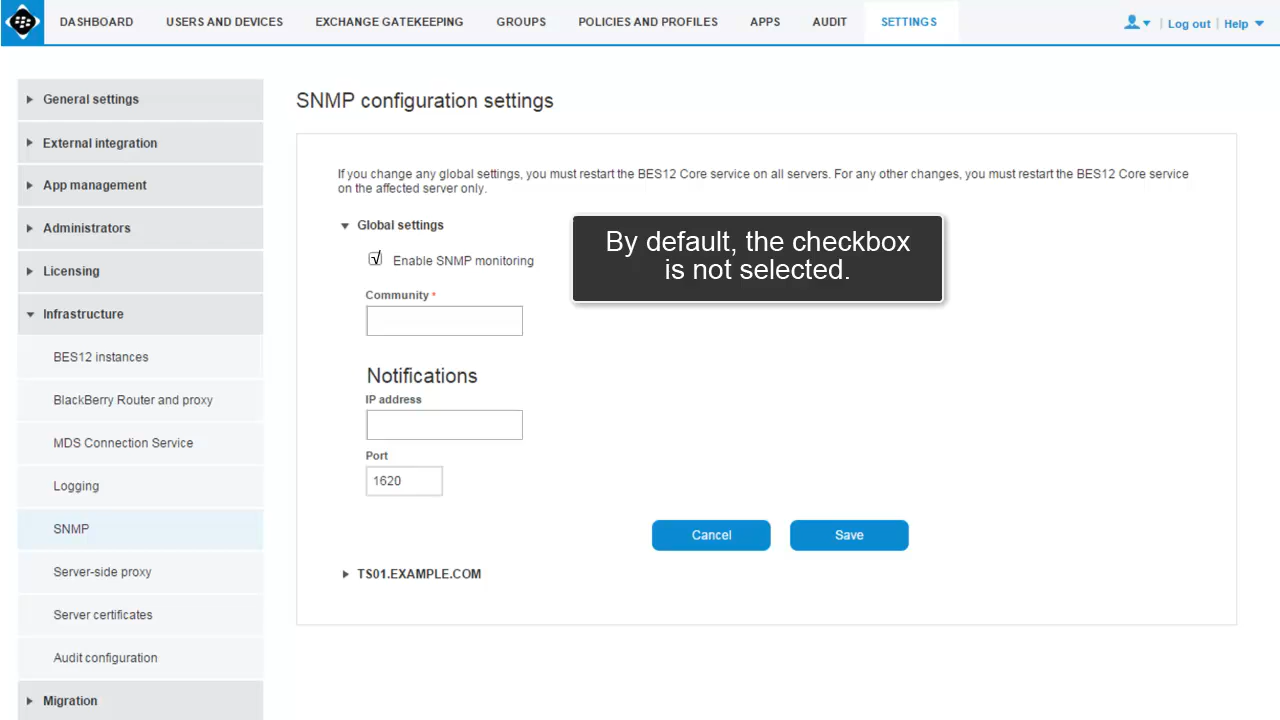 DASHBOARD USERS AND DEVICES EXCHANGE GATEKEEPING GROUPS POLICIES AND PROFILES APPS AUDIT SETTINGS | Log out | Help
General settings
External integration
App management
Administrators
Licensing
Infrastructure
BES12 instances
BlackBerry Router and proxy
MDS Connection Service
Logging
SNMP
Server-side proxy
Server certificates
Audit configuration
Migration
SNMP configuration settings
If you change any global settings, you must restart the BES12 Core service on all servers. For any other changes, you must restart the BES12 Core service
on the affected server only.
Global settings
Enable SNMP monitoring
By default, the checkbox
is not selected.
Community *
Notifications
IP address
Port
1620
Cancel Save
TS01.EXAMPLE.COM